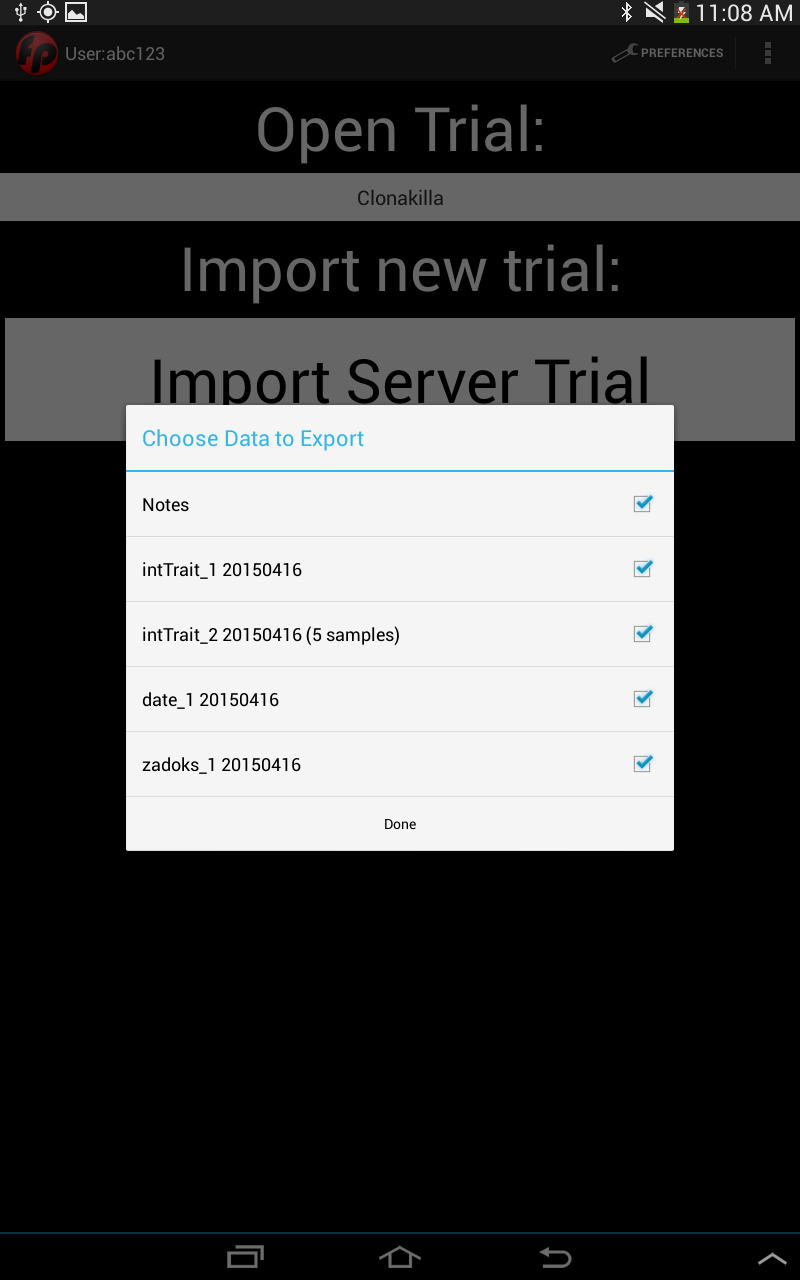 11:08 AM
fp User:abc123 PREFERENCES
Open Trial:
Clonakilla
Import new trial:
Import Server Trial
Choose Data to Export
Notes
intTrait_1 20150416
intTrait_2 20150416 (5 samples)
date_1 20150416
zadoks_1 20150416
Done